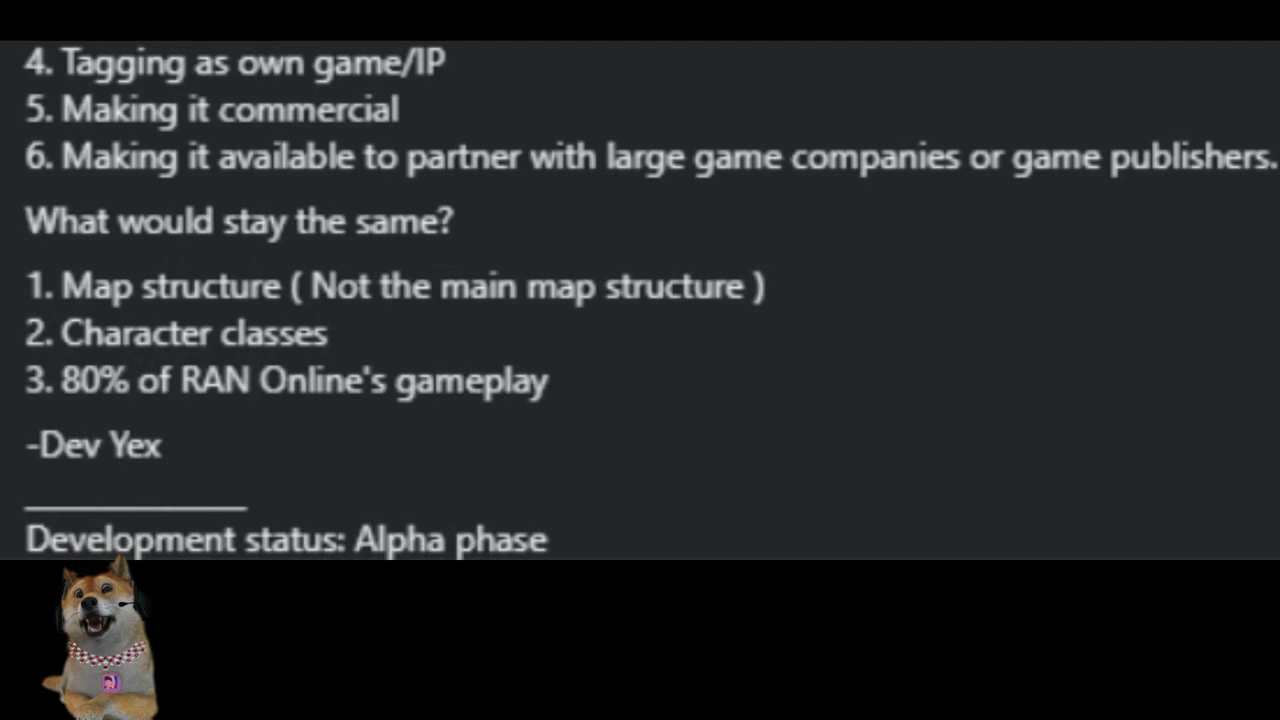 4. Tagging as own game/IP
5. Making it commercial
6. Making it available to partner with large game companies or game publishers.
What would stay the same?
1. Map structure ( Not the main map structure )
2. Character classes
3. 80% of RAN Online's gameplay
-Dev Yex
____________
Development status: Alpha phase